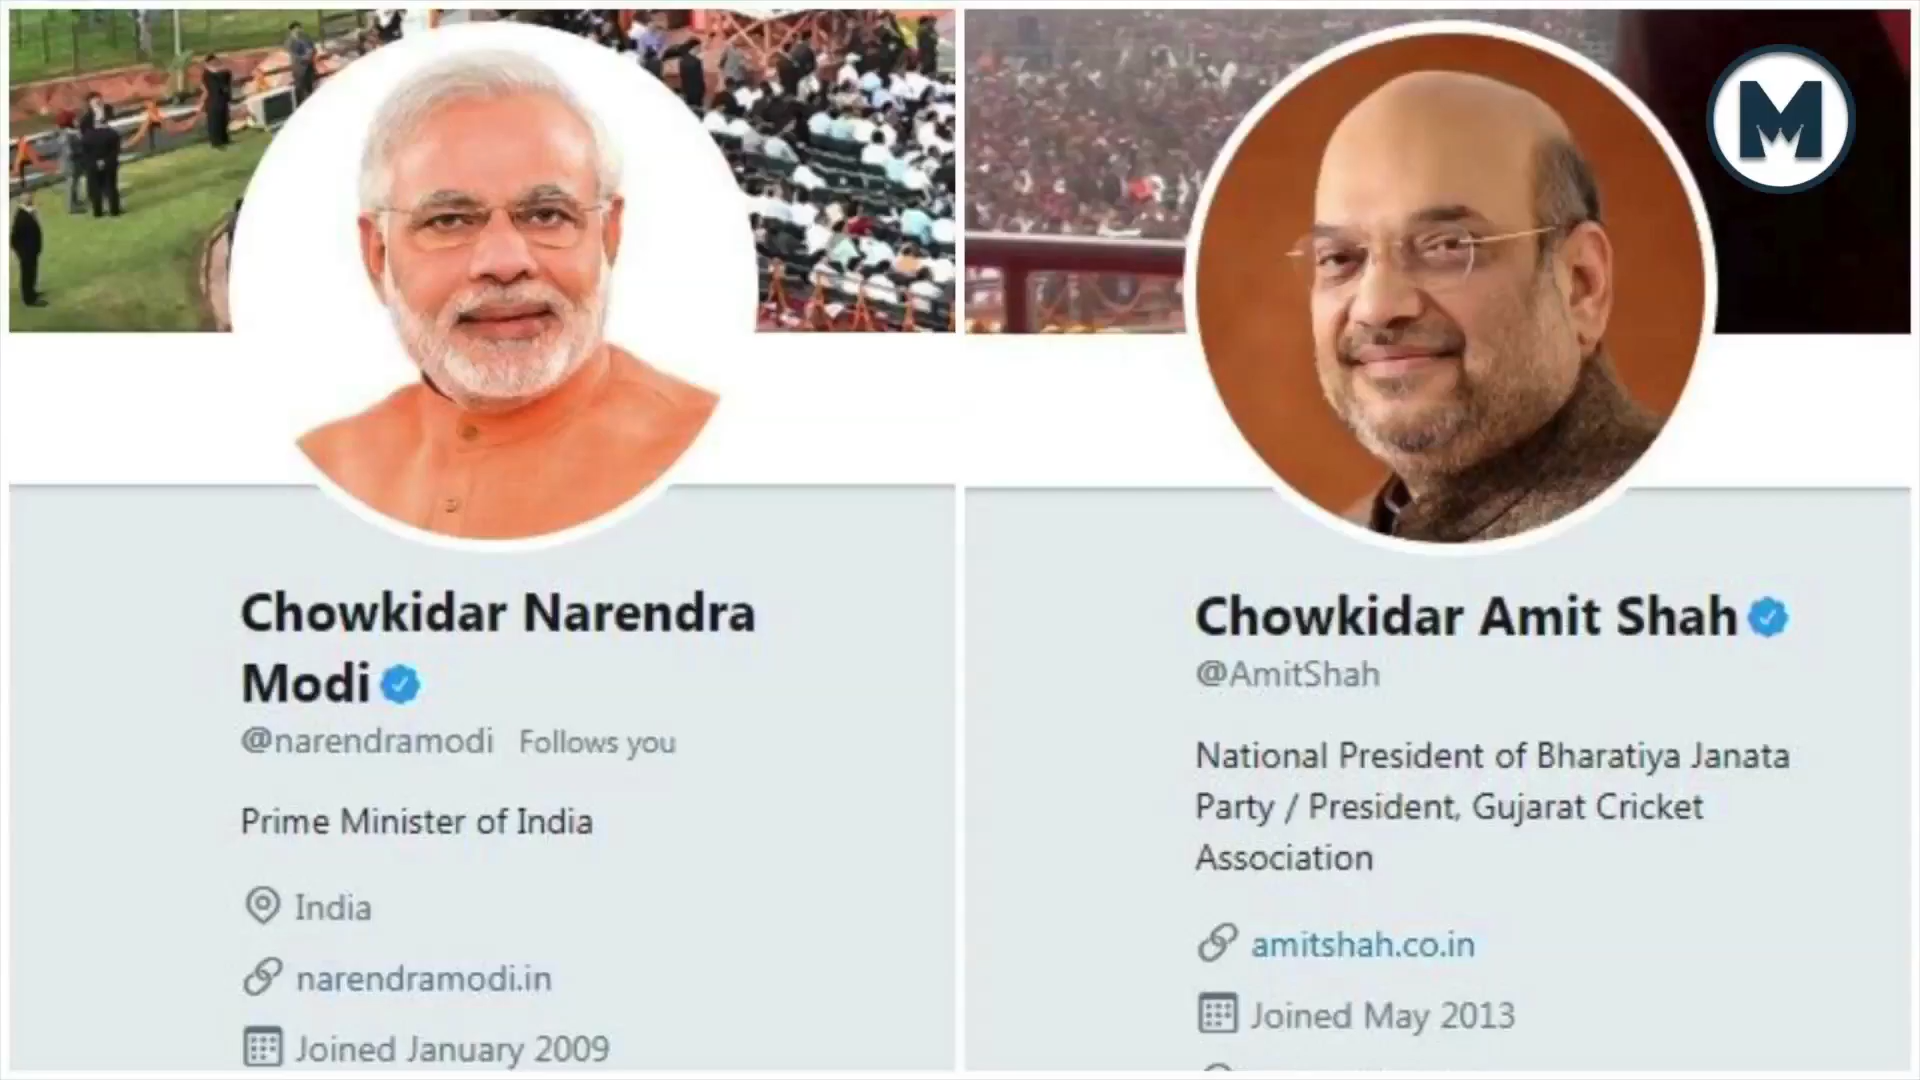 M
Chowkidar Narendra
Modi
@narendramodi Follows you
Prime Minister of India
India
narendramodi.in
Joined January 2009
Chowkidar Amit Shah
@AmitShah
National President of Bharatiya Janata
Party / President, Gujarat Cricket
Association
amitshah.co.in
Joined May 2013